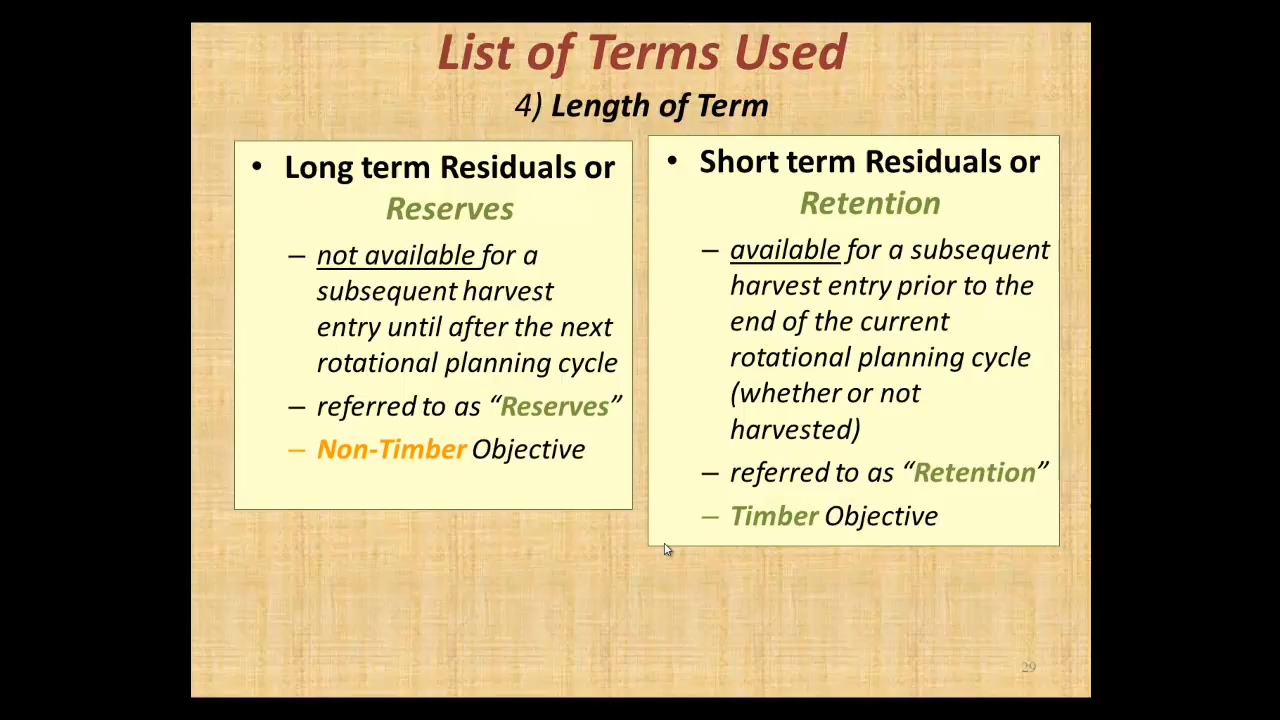 List of Terms Used
4) Length of Term
• Long term Residuals or
Reserves
– not available for a
subsequent harvest
entry until after the next
rotational planning cycle
– referred to as “Reserves”
– Non-Timber Objective
• Short term Residuals or
Retention
– available for a subsequent
harvest entry prior to the
end of the current
rotational planning cycle
(whether or not
harvested)
– referred to as “Retention”
– Timber Objective
29